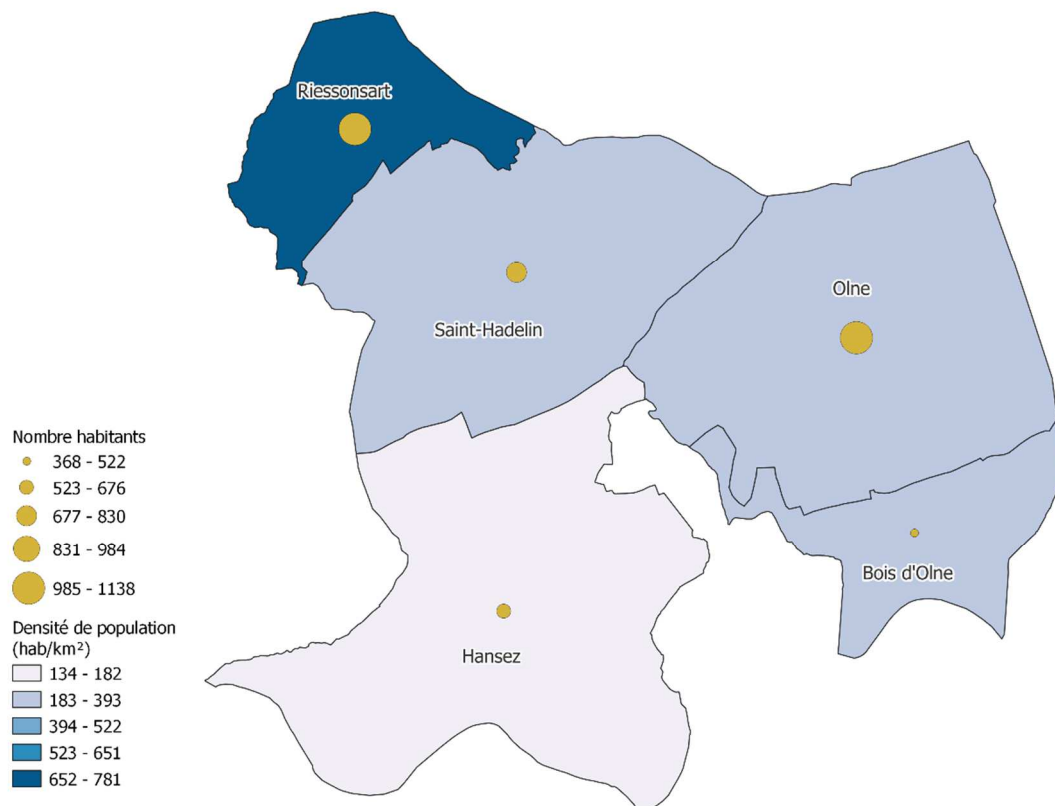 Riessonsart
Olne
Saint-Hadelin
Bois d'Olne
Hansez
Nombre habitants
368 - 522
523 - 676
677 - 830
831 - 984
985 - 1138
Densité de population
(hab/km²)
134 - 182
183 - 393
394 - 522
523 - 651
652 - 781